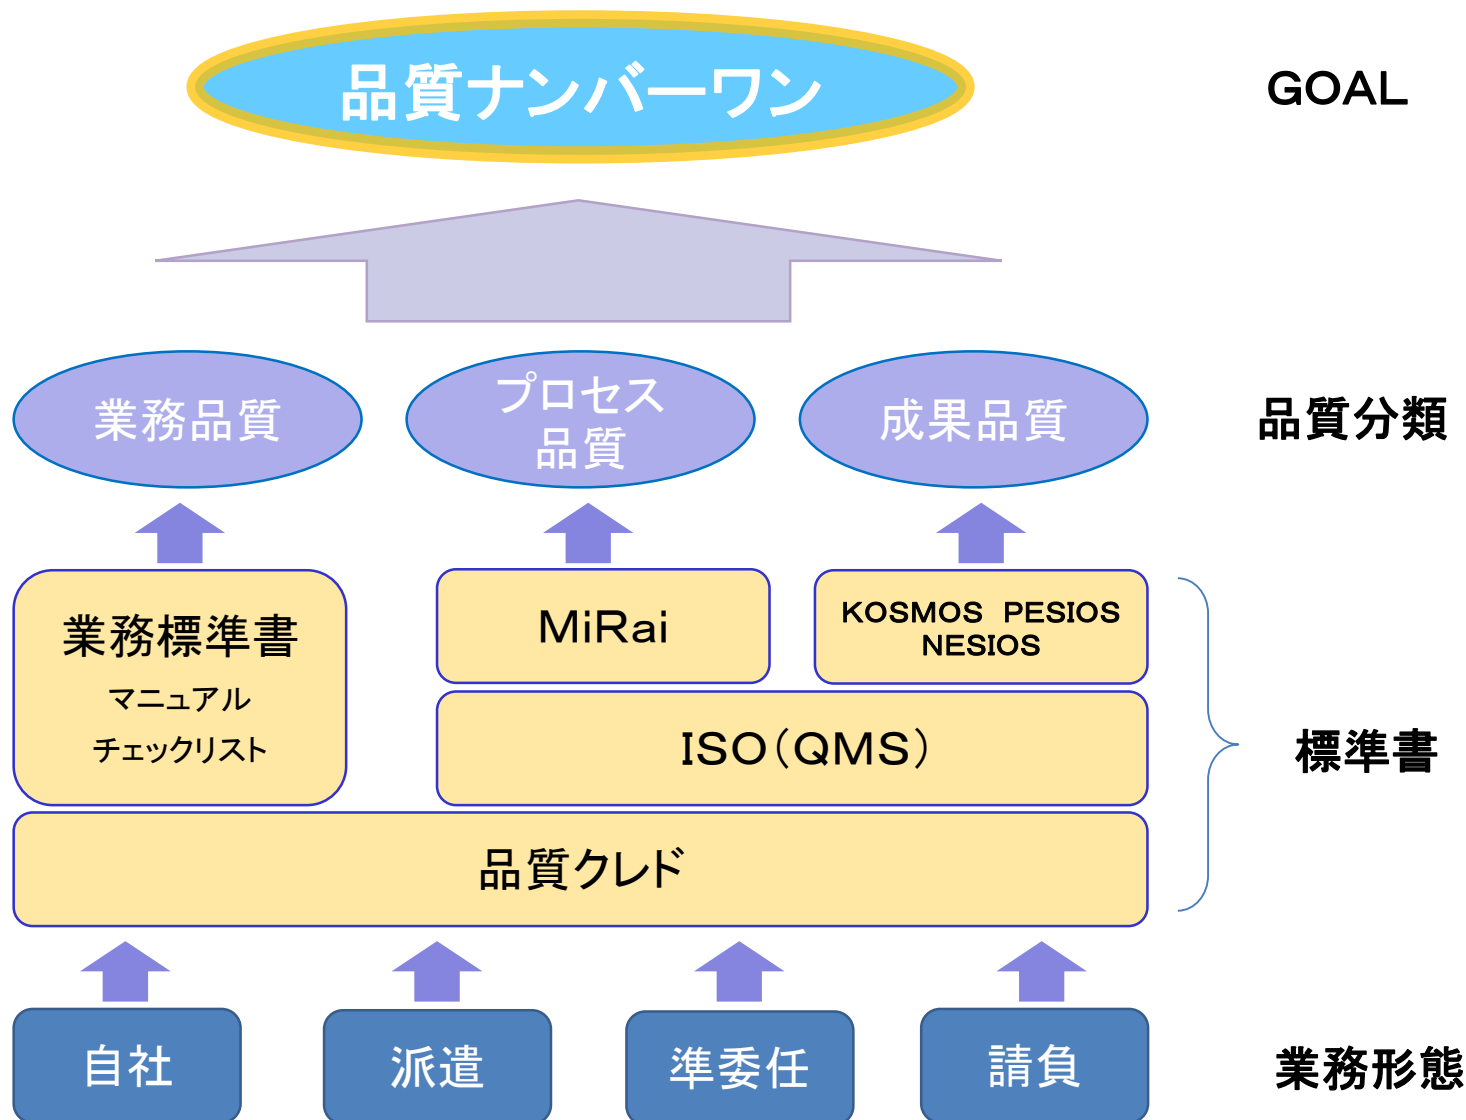 品質ナンバーワン
GOAL
業務品質
プロセス
品質
成果品質
品質分類
業務標準書
マニュアル
チェックリスト
MiRai
KOSMOS PESIOS
NESIOS
ISO(QMS)
標準書
品質クレド
自社
派遣
準委任
請負
業務形態